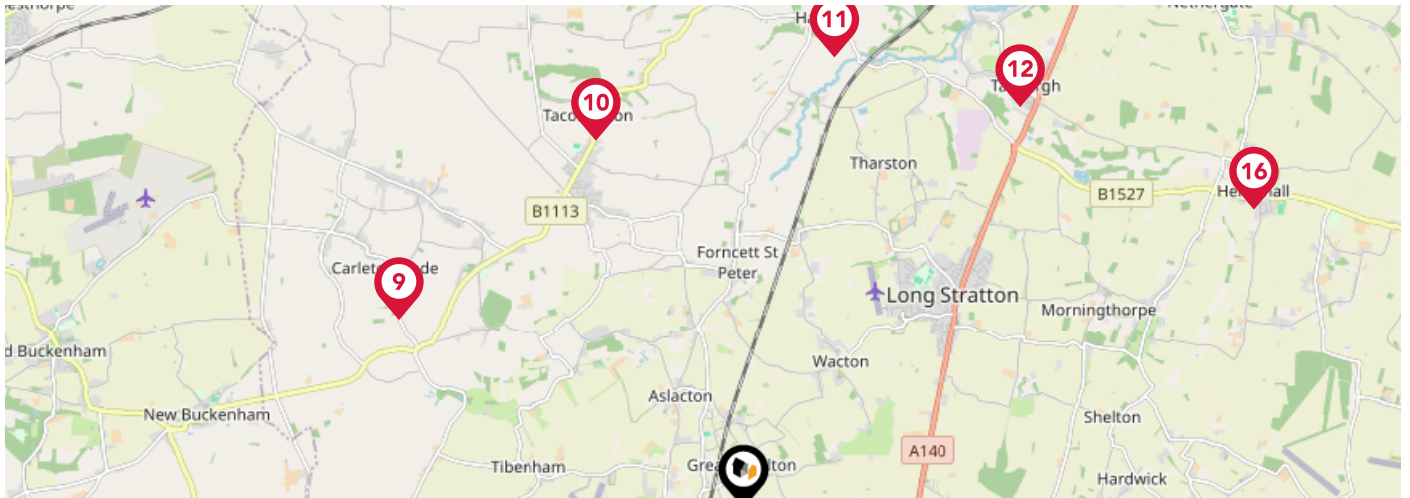 11
12
10
Tharston
16
B1527
B1113
Forncett St
Peter
9
Long Stratton
Morningthorpe
Wacton
Aslacton
New Buckenham
Shelton
A140
Tibenham
Hardwick
Buckenham